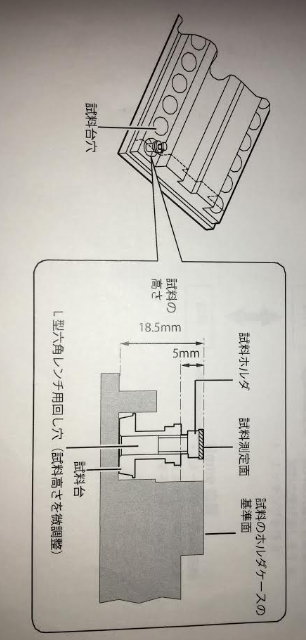 試料台穴
試料の
高さ
18.5mm
5mm
試料ホルダ
試料測定面
試料のホルダケースの
基準面
試料台
L型六角レンチ用回し穴(試料高さを微調整)